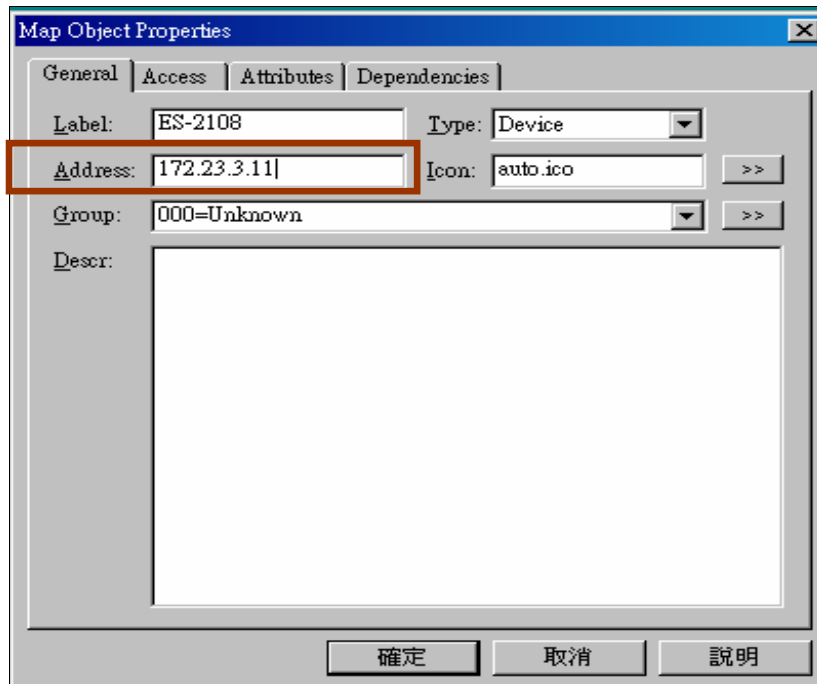 Map Object Properties
General Access Attributes Dependencies
Label: ES-2108 Type: Device
Address: 172.23.3.11 Icon: auto.ico >>
Group: 000=Unknown >>
Descr:
確定 取消 説明